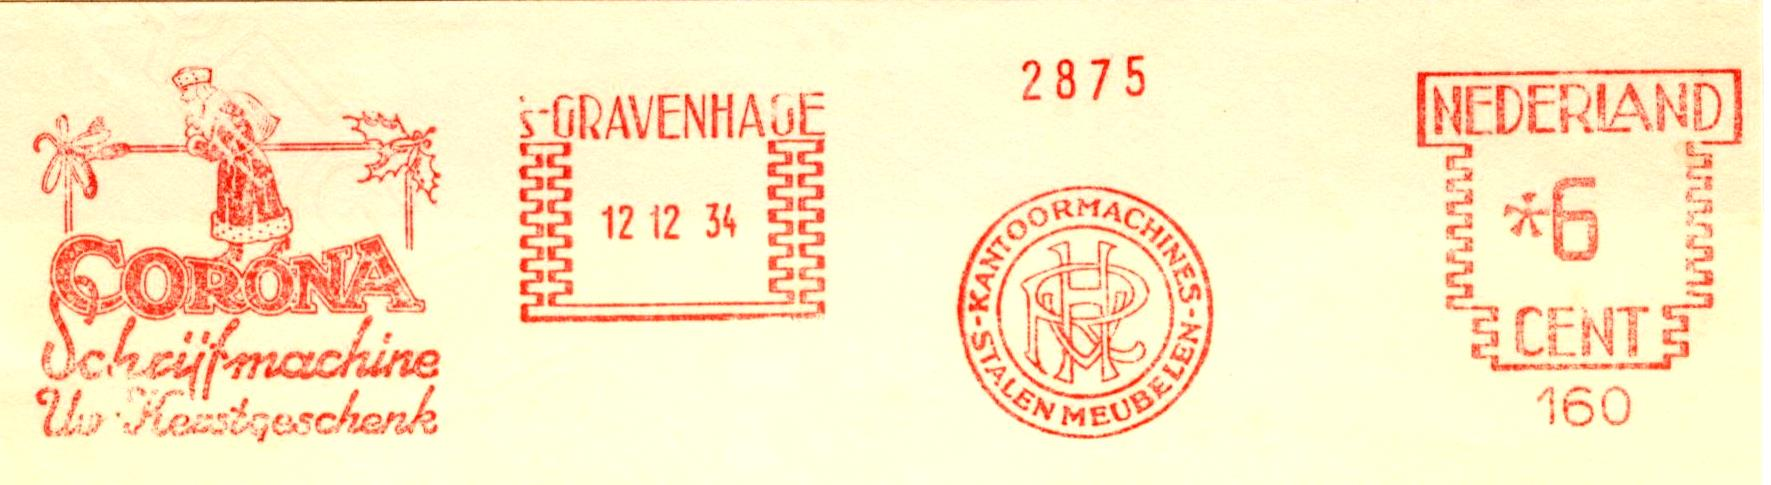 CORONA
Schrijfmachine
Uw Kerstgeschenk
's-GRAVENHAGE
12 12 34
2875
-KANTOORMACHINES-
STALEN MEUBELEN
NEDERLAND
*6
CENT
160